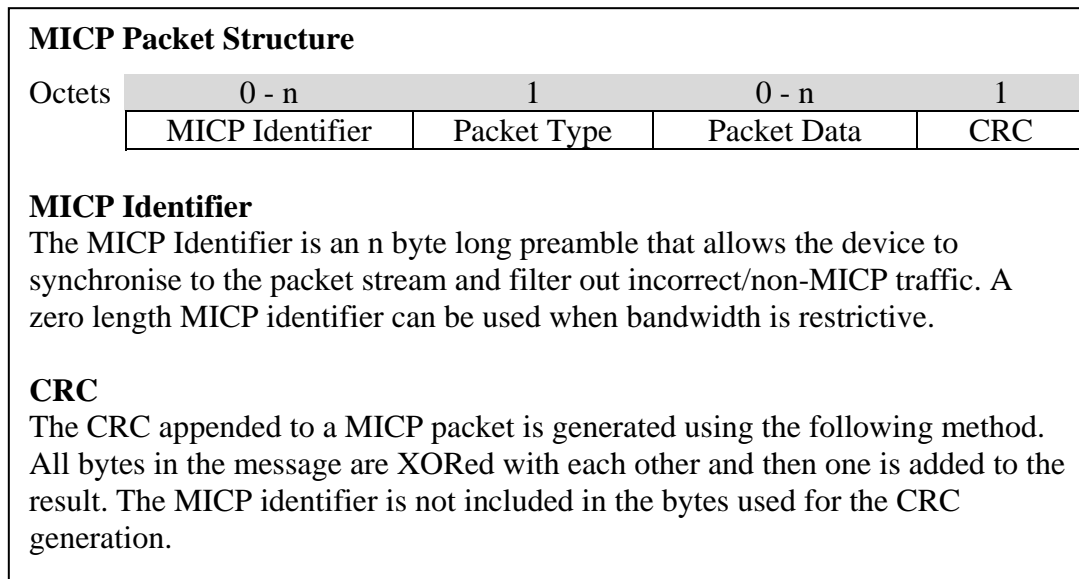 MICP Packet Structure
Octets 0 - n 1 0 - n 1
MICP Identifier Packet Type Packet Data CRC
MICP Identifier
The MICP Identifier is an n byte long preamble that allows the device to
synchronise to the packet stream and filter out incorrect/non-MICP traffic. A
zero length MICP identifier can be used when bandwidth is restrictive.
CRC
The CRC appended to a MICP packet is generated using the following method.
All bytes in the message are XORed with each other and then one is added to the
result. The MICP identifier is not included in the bytes used for the CRC
generation.